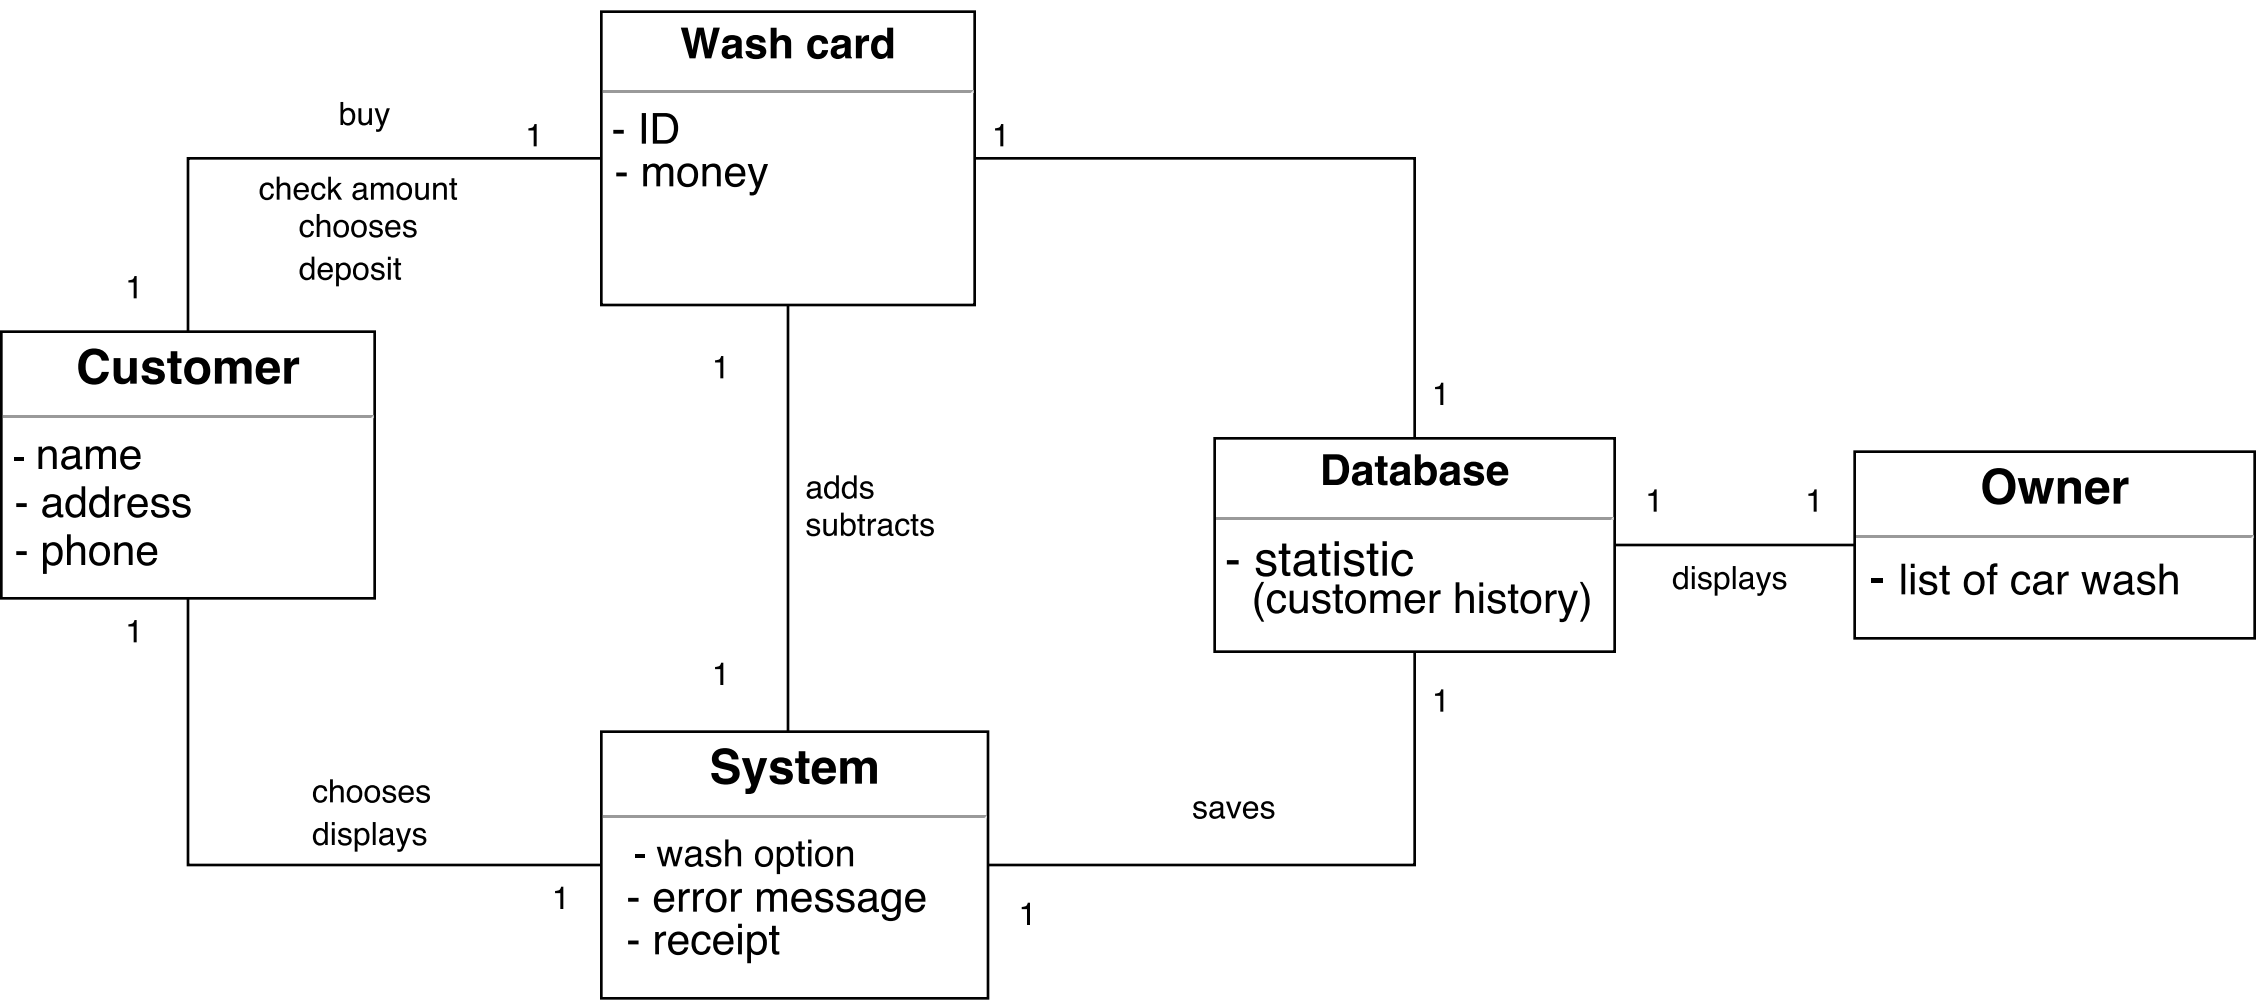 Wash card
- ID
- money
buy
1
1
check amount
chooses
deposit
1
Customer
- name
- address
- phone
1
1
adds
subtracts
1
1
Database
- statistic
(customer history)
1
1
displays
Owner
- list of car wash
1
1
System
- wash option
- error message
- receipt
chooses
displays
1
saves
1